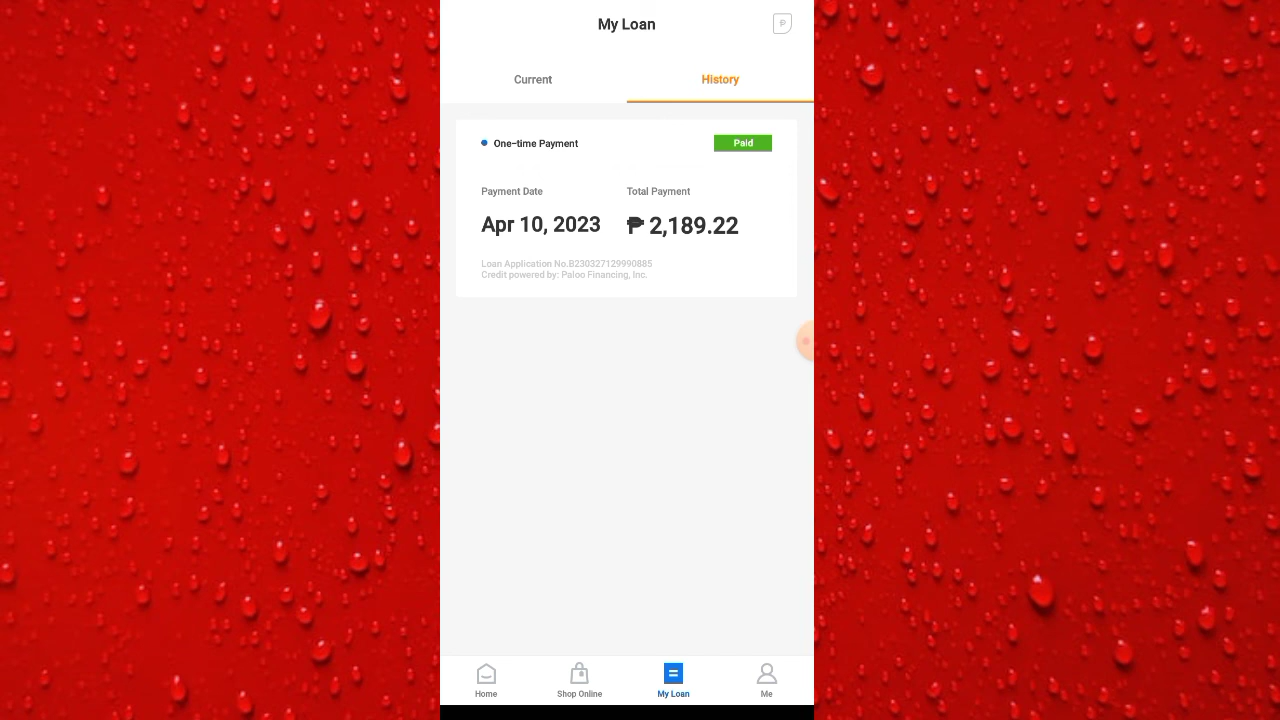 My Loan
Current
History
One-time Payment
Paid
Payment Date
Total Payment
Apr 10, 2023
₱ 2,189.22
Loan Application No.B230327129990885
Credit powered by: Paloo Financing, Inc.
Home
Shop Online
My Loan
Me